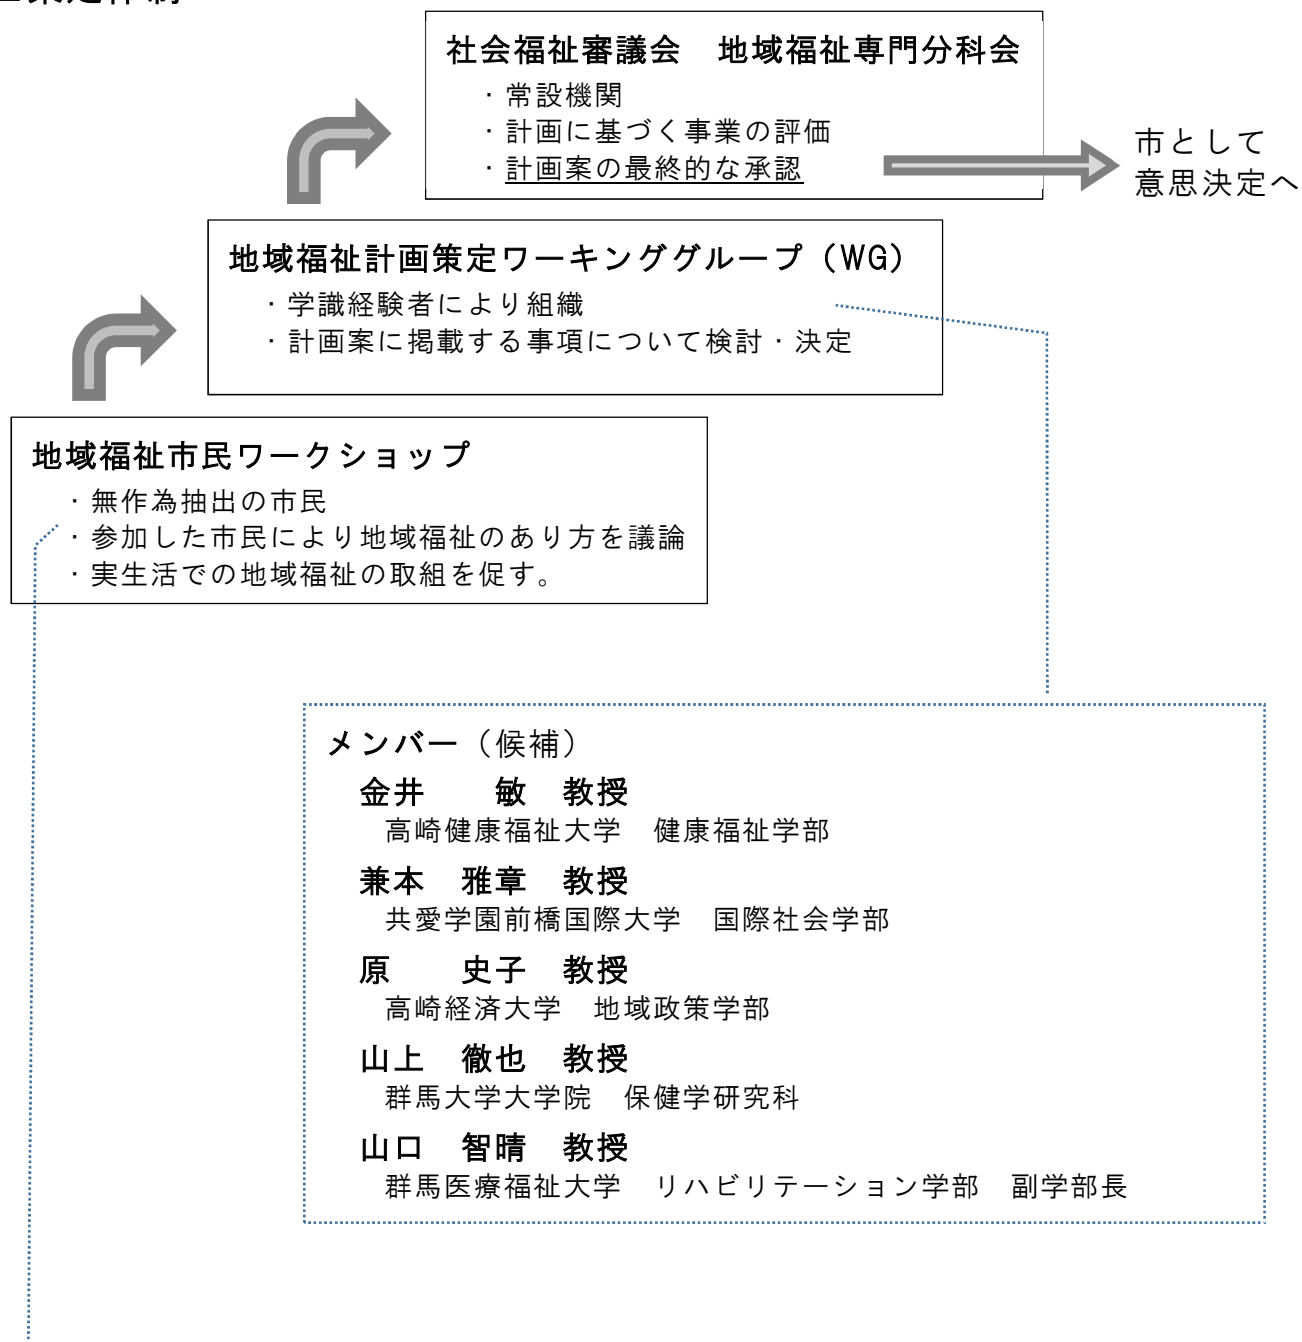 社会福祉審議会　地域福祉専門分科会
・常設機関
・計画に基づく事業の評価
・計画案の最終的な承認
市として
意思決定へ
地域福祉計画策定ワーキンググループ（WG）
・学識経験者により組織
・計画案に掲載する事項について検討・決定
地域福祉市民ワークショップ
・無作為抽出の市民
・参加した市民により地域福祉のあり方を議論
・実生活での地域福祉の取組を促す。
メンバー（候補）
金井　　敏　教授
高崎健康福祉大学　健康福祉学部
兼本　雅章　教授
共愛学園前橋国際大学　国際社会学部
原　　史子　教授
高崎経済大学　地域政策学部
山上　徹也　教授
群馬大学大学院　保健学研究科
山口　智晴　教授
群馬医療福祉大学　リハビリテーション学部　副学部長